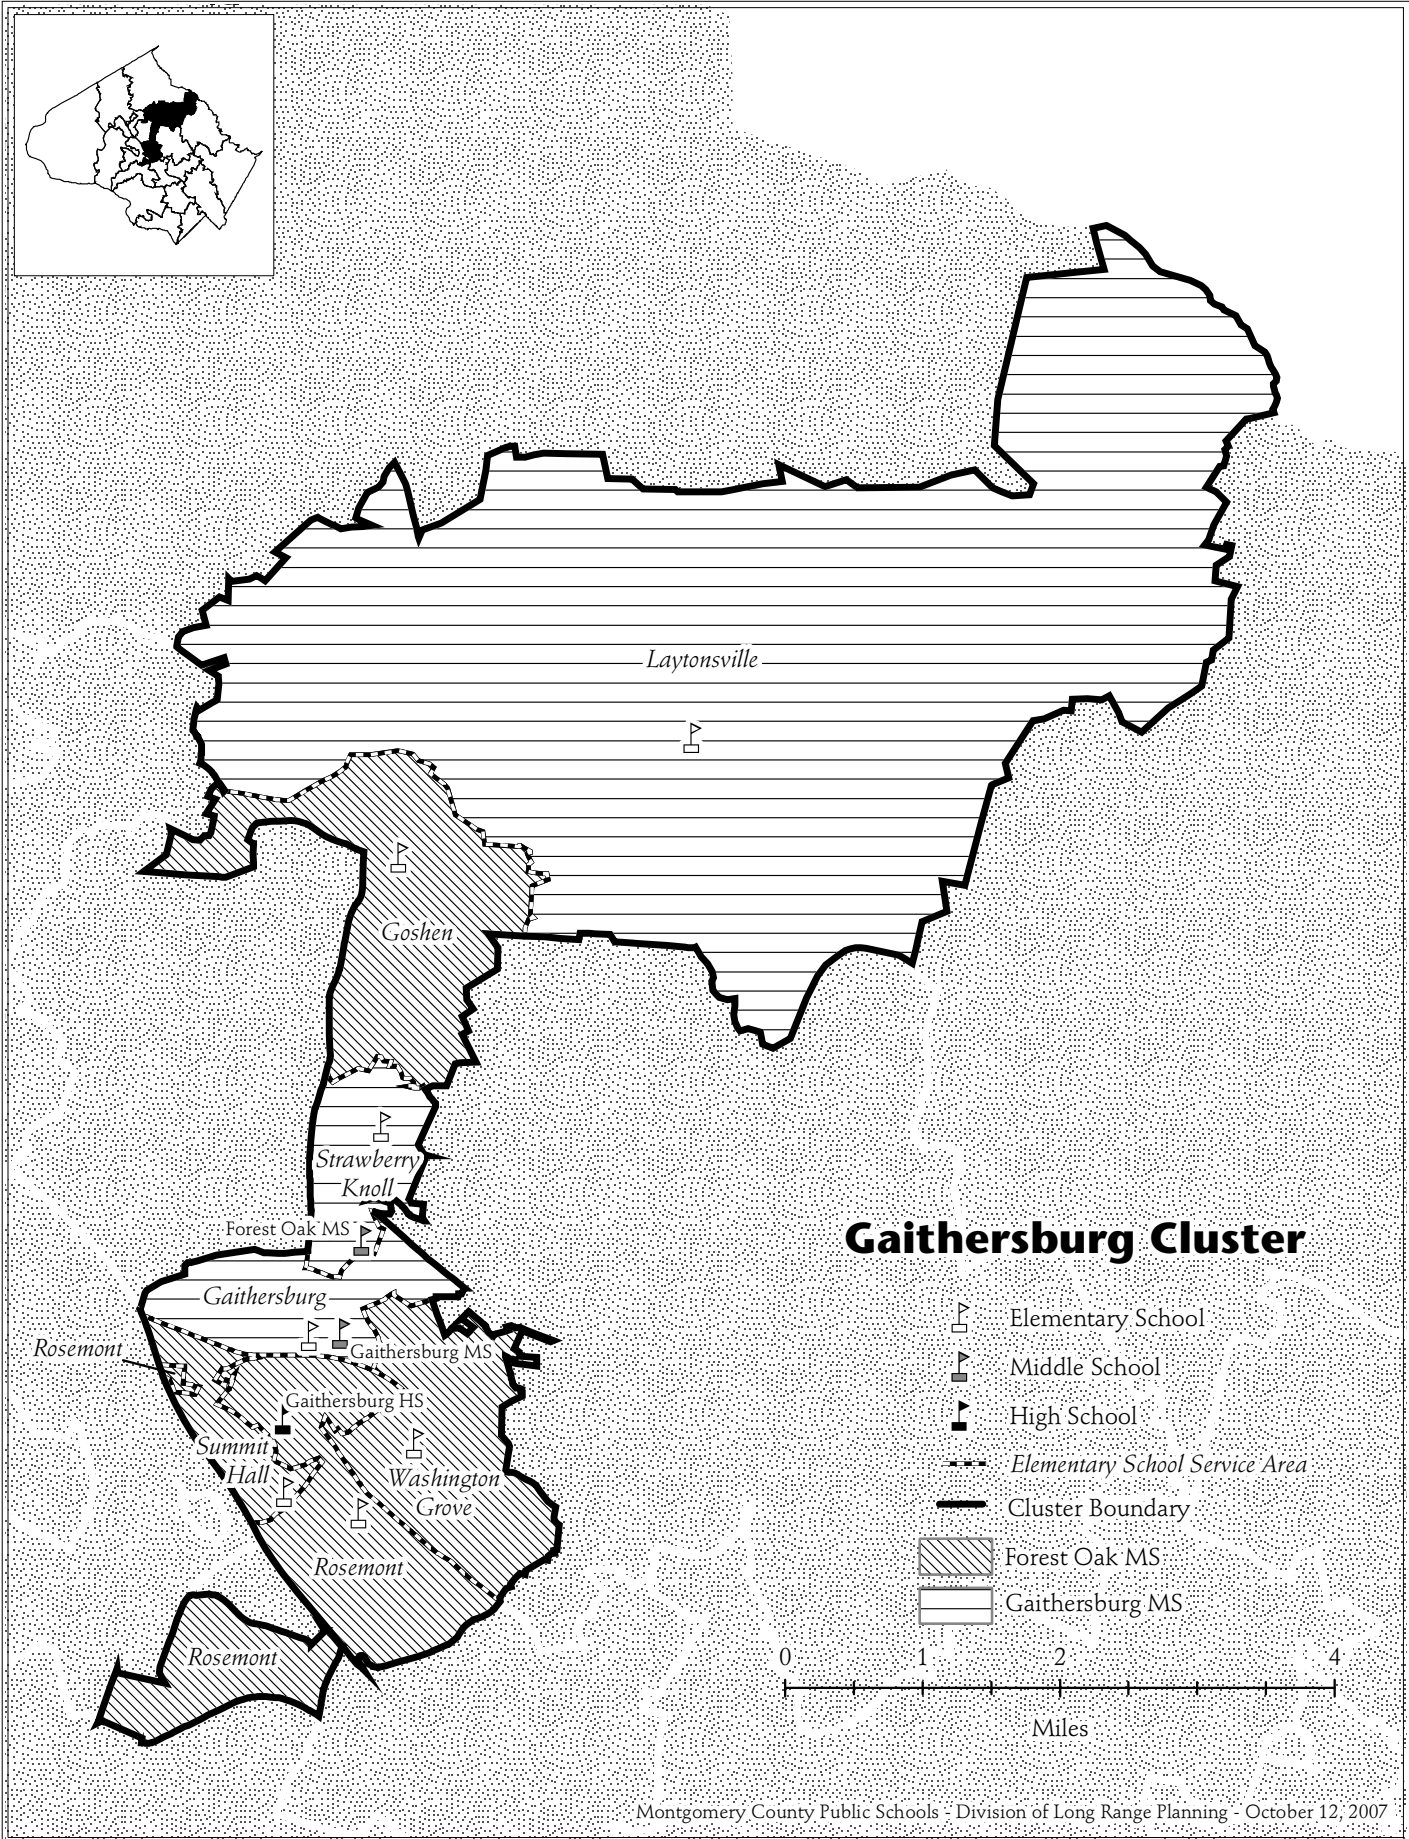 Laytonsville
Goshen
Strawberry
Knoll
Forest Oak MS
Gaithersburg
Rosemont
Gaithersburg MS
Gaithersburg HS
Summit
Hall
Washington
Grove
Rosemont
Rosemont
Gaithersburg Cluster
Elementary School
Middle School
High School
Elementary School Service Area
Cluster Boundary
Forest Oak MS
Gaithersburg MS
0 1 2 4
Miles
Montgomery County Public Schools - Division of Long Range Planning - October 12, 2007